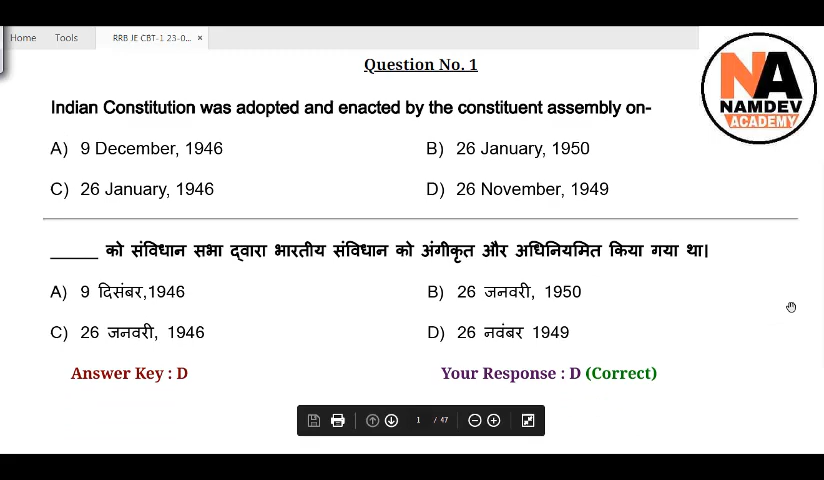 Home Tools RRB JE CBT-1 23-0... ×
Question No. 1
NA
NAMDEV
ACADEMY
Indian Constitution was adopted and enacted by the constituent assembly on-
A) 9 December, 1946 B) 26 January, 1950
C) 26 January, 1946 D) 26 November, 1949
______ को संविधान सभा द्वारा भारतीय संविधान को अंगीकृत और अधिनियमित किया गया था।
A) 9 दिसंबर,1946 B) 26 जनवरी, 1950
C) 26 जनवरी, 1946 D) 26 नवंबर 1949
Answer Key : D Your Response : D (Correct)
1 / 47